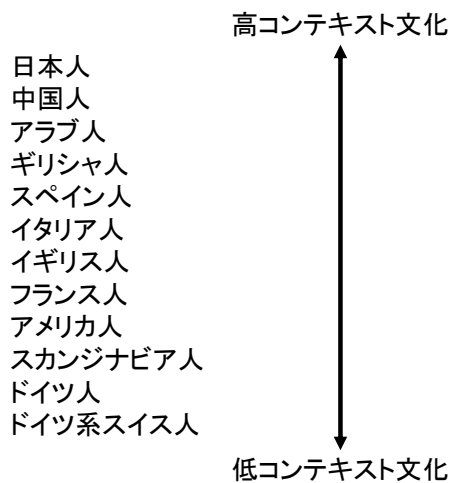 高コンテキスト文化
日本人
中国人
アラブ人
ギリシャ人
スペイン人
イタリア人
イギリス人
フランス人
アメリカ人
スカンジナビア人
ドイツ人
ドイツ系スイス人
低コンテキスト文化